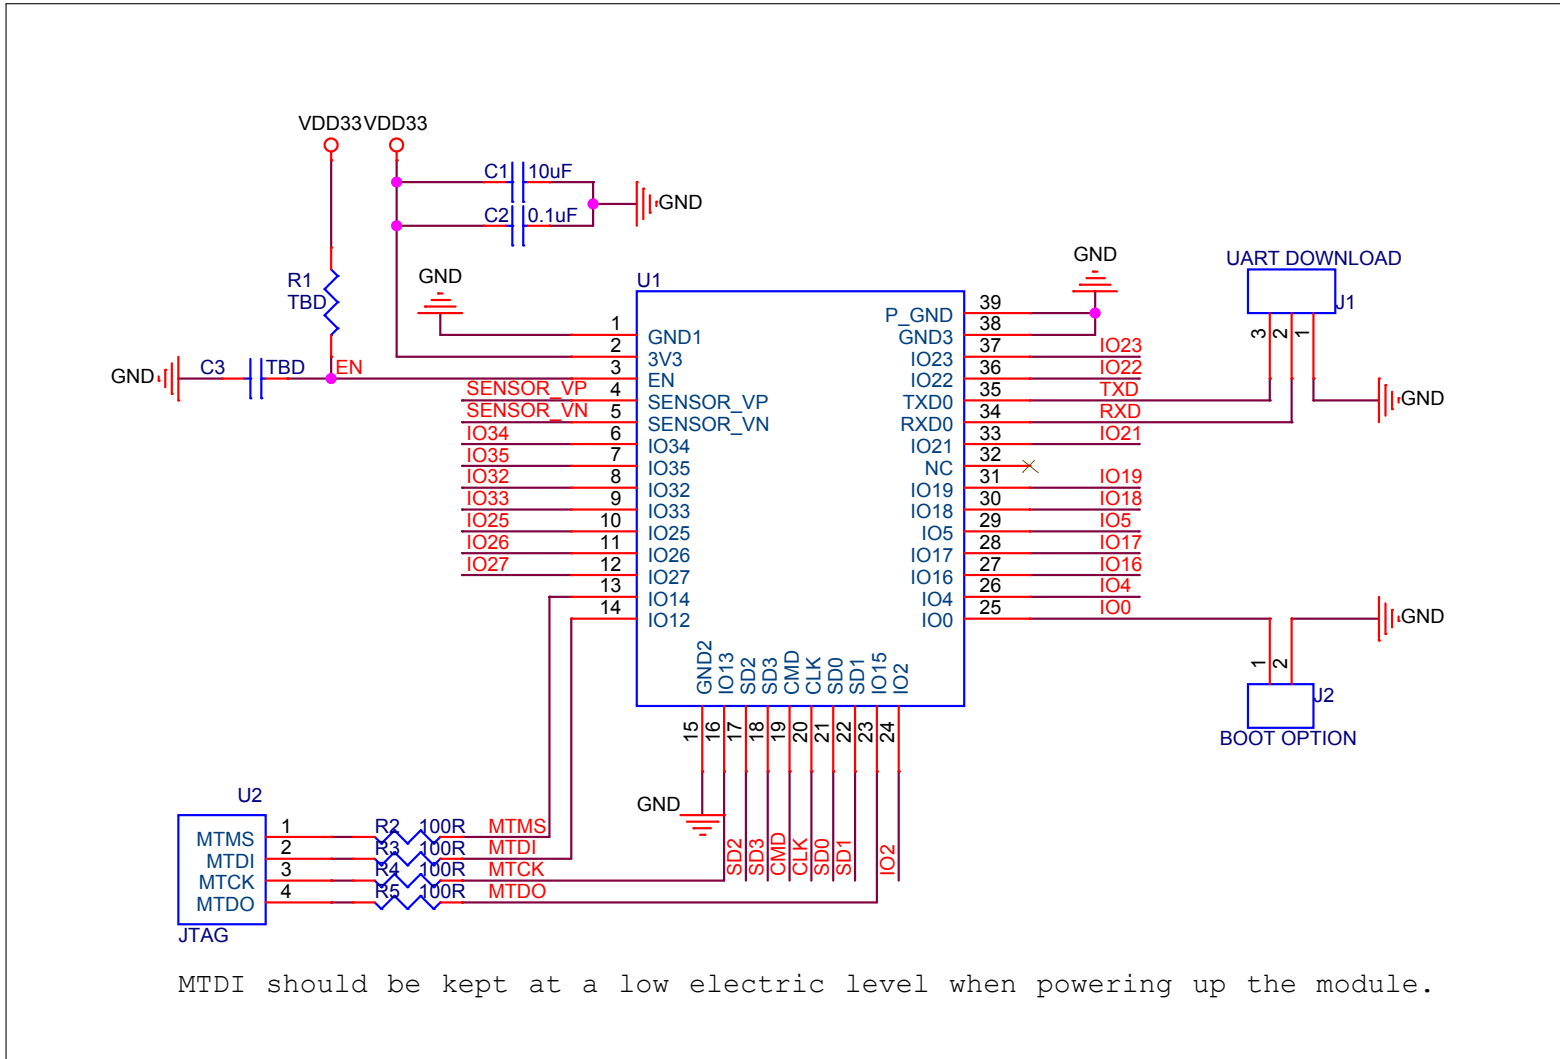 VDD33 VDD33
C1 10uF
GND
C2 0.1uF
R1
TBD
GND
GND
UART DOWNLOAD
J1
3 2 1
GND
U1
GND C3 TBD EN
1 GND1
2 3V3
3 EN
SENSOR_VP 4 SENSOR_VP
SENSOR_VN 5 SENSOR_VN
IO34 6 IO34
IO35 7 IO35
IO32 8 IO32
IO33 9 IO33
IO25 10 IO25
IO26 11 IO26
IO27 12 IO27
13 IO14
14 IO12
P_GND 39
GND3 38
IO23 37 IO23
IO22 36 IO22
TXD0 35 TXD
RXD0 34 RXD
IO21 33 IO21
NC 32
IO19 31 IO19
IO18 30 IO18
IO5 29 IO5
IO17 28 IO17
IO16 27 IO16
IO4 26 IO4
IO0 25 IO0
GND
1 2
J2
BOOT OPTION
GND2 IO13 SD2 SD3 CMD CLK SD0 SD1 IO15 IO2
15 16 17 18 19 20 21 22 23 24
GND
SD2 SD3 CMD CLK SD0 SD1 IO2
U2
MTMS 1 R2 100R MTMS
MTDI 2 R3 100R MTDI
MTCK 3 R4 100R MTCK
MTDO 4 R5 100R MTDO
JTAG
MTDI should be kept at a low electric level when powering up the module.